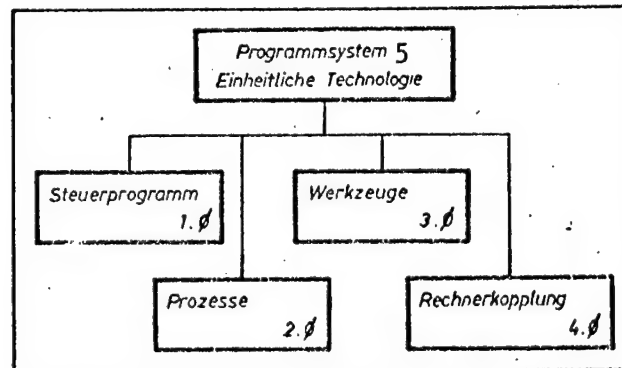 Programmsystem 5
Einheitliche Technologie
Steuerprogramm
1.Ø
Werkzeuge
3.Ø
Prozesse
2.Ø
Rechnerkopplung
4.Ø